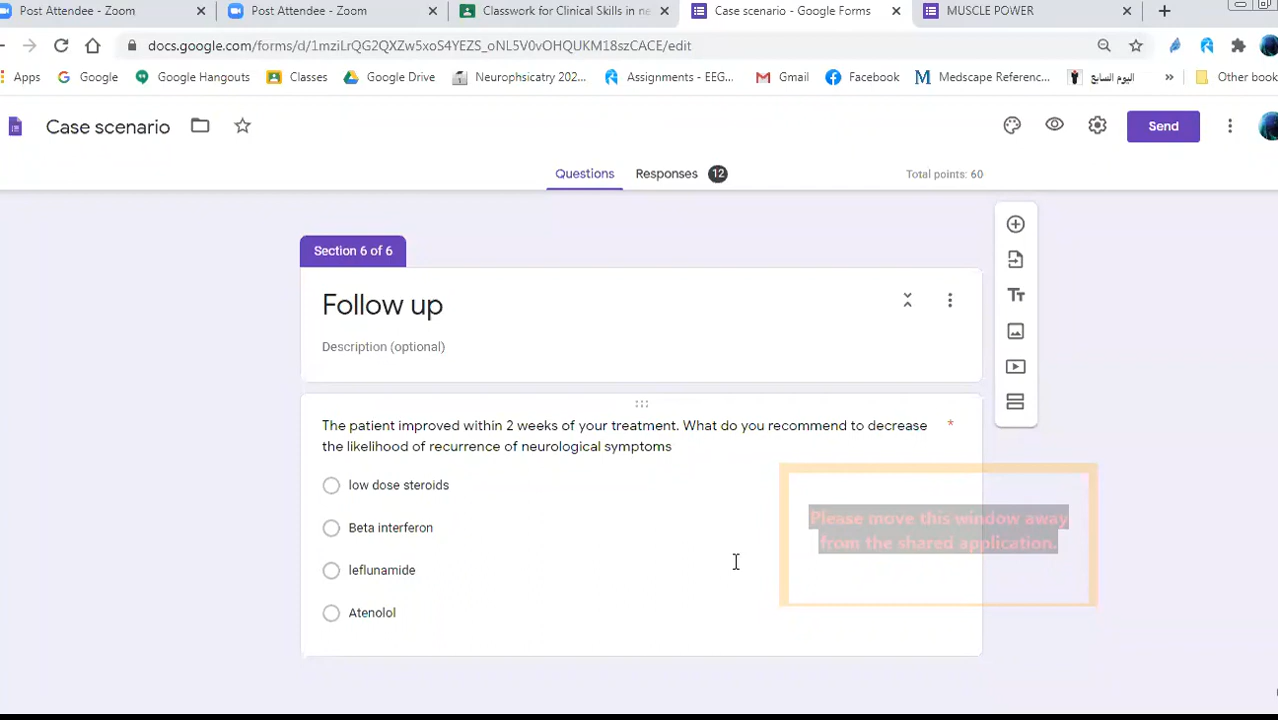 Post Attendee - Zoom
Post Attendee - Zoom
Classwork for Clinical Skills in ne
Case scenario - Google Forms
MUSCLE POWER
docs.google.com/forms/d/1mziLrQG2QXZw5xoS4YEZS_oNL5V0vOHQUKM18szCACE/edit
Apps
Google
Google Hangouts
Classes
Google Drive
Neurophsicatry 202...
Assignments - EEG...
Gmail
Facebook
Medscape Referenc...
اليوم السابع
Other book
Case scenario
Send
Questions
Responses 12
Total points: 60
Section 6 of 6
Follow up
Description (optional)
The patient improved within 2 weeks of your treatment. What do you recommend to decrease *
the likelihood of recurrence of neurological symptoms
low dose steroids
Beta interferon
leflunamide
Atenolol
Please move this window away
from the shared application.
Tт